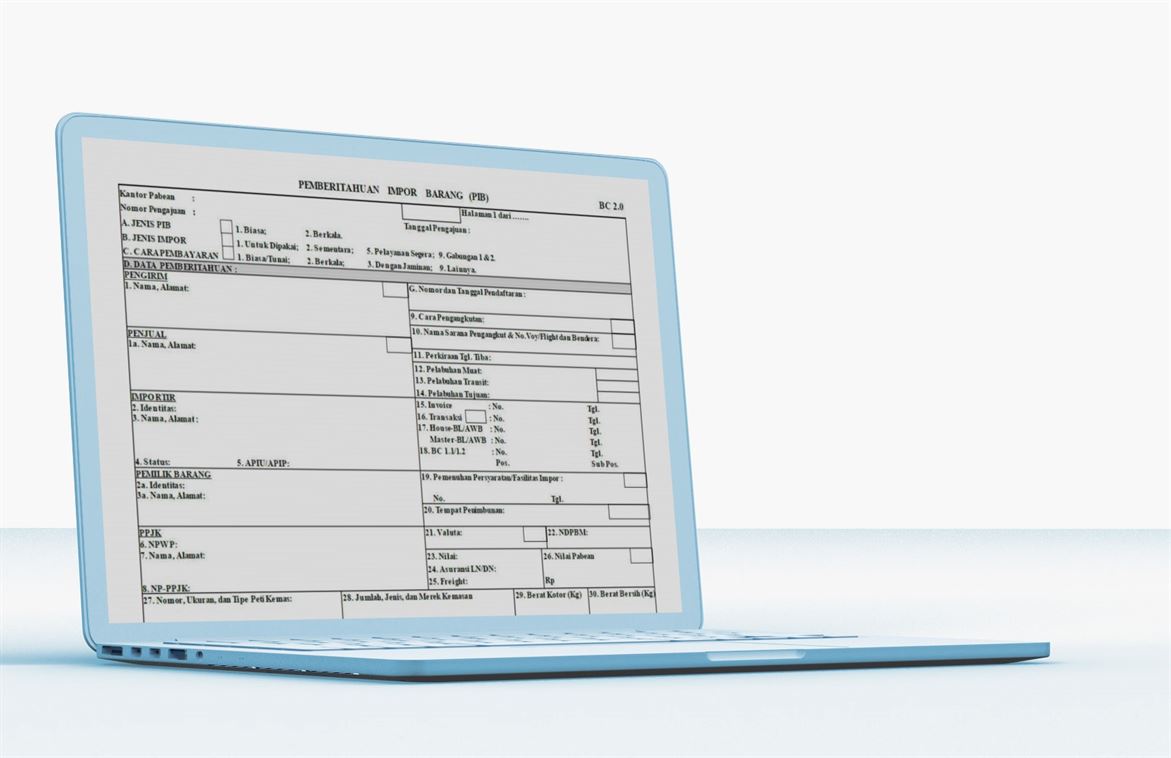 PEMBERITAHUAN IMPOR BARANG (PIB)
BC 2.0
Kantor Pabean :
Nomor Pengajuan :
Halaman 1 dari .......
Tanggal Pengajuan :
A. JENIS PIB 1. Biasa; 2. Berkala.
B. JENIS IMPOR 1. Untuk Dipakai; 2. Sementara; 5. Pelayanan Segera; 9. Gabungan 1 & 2.
C. CARA PEMBAYARAN 1. Biasa/Tunai; 2. Berkala; 3. Dengan Jaminan; 9. Lainnya.
D. DATA PEMBERITAHUAN :
PENGIRIM
1. Nama, Alamat:
PENJUAL
1a. Nama, Alamat:
IMPORTIR
2. Identitas:
3. Nama, Alamat:
4. Status: 5. APIU/APIP:
PEMILIK BARANG
2a. Identitas:
3a. Nama, Alamat:
PPJK
6. NPWP:
7. Nama, Alamat:
8. NP-PPJK:
G. Nomor dan Tanggal Pendaftaran :
9. Cara Pengangkutan:
10. Nama Sarana Pengangkut & No.Voy/Flight dan Bendera:
11. Perkiraan Tgl. Tiba:
12. Pelabuhan Muat:
13. Pelabuhan Transit:
14. Pelabuhan Tujuan:
15. Invoice : No. Tgl.
16. Transaksi : No. Tgl.
17. House-BL/AWB : No. Tgl.
Master-BL/AWB : No. Tgl.
18. BC 1.1/1.2 : No. Tgl.
Pos. Sub Pos.
19. Pemenuhan Persyaratan/Fasilitas Impor :
No. Tgl.
20. Tempat Penimbunan:
21. Valuta: 22. NDPBM:
23. Nilai: 26. Nilai Pabean
24. Asuransi LN/DN:
25. Freight: Rp
27. Nomor, Ukuran, dan Tipe Peti Kemas: 28. Jumlah, Jenis, dan Merek Kemasan 29. Berat Kotor (Kg) 30. Berat Bersih (Kg)